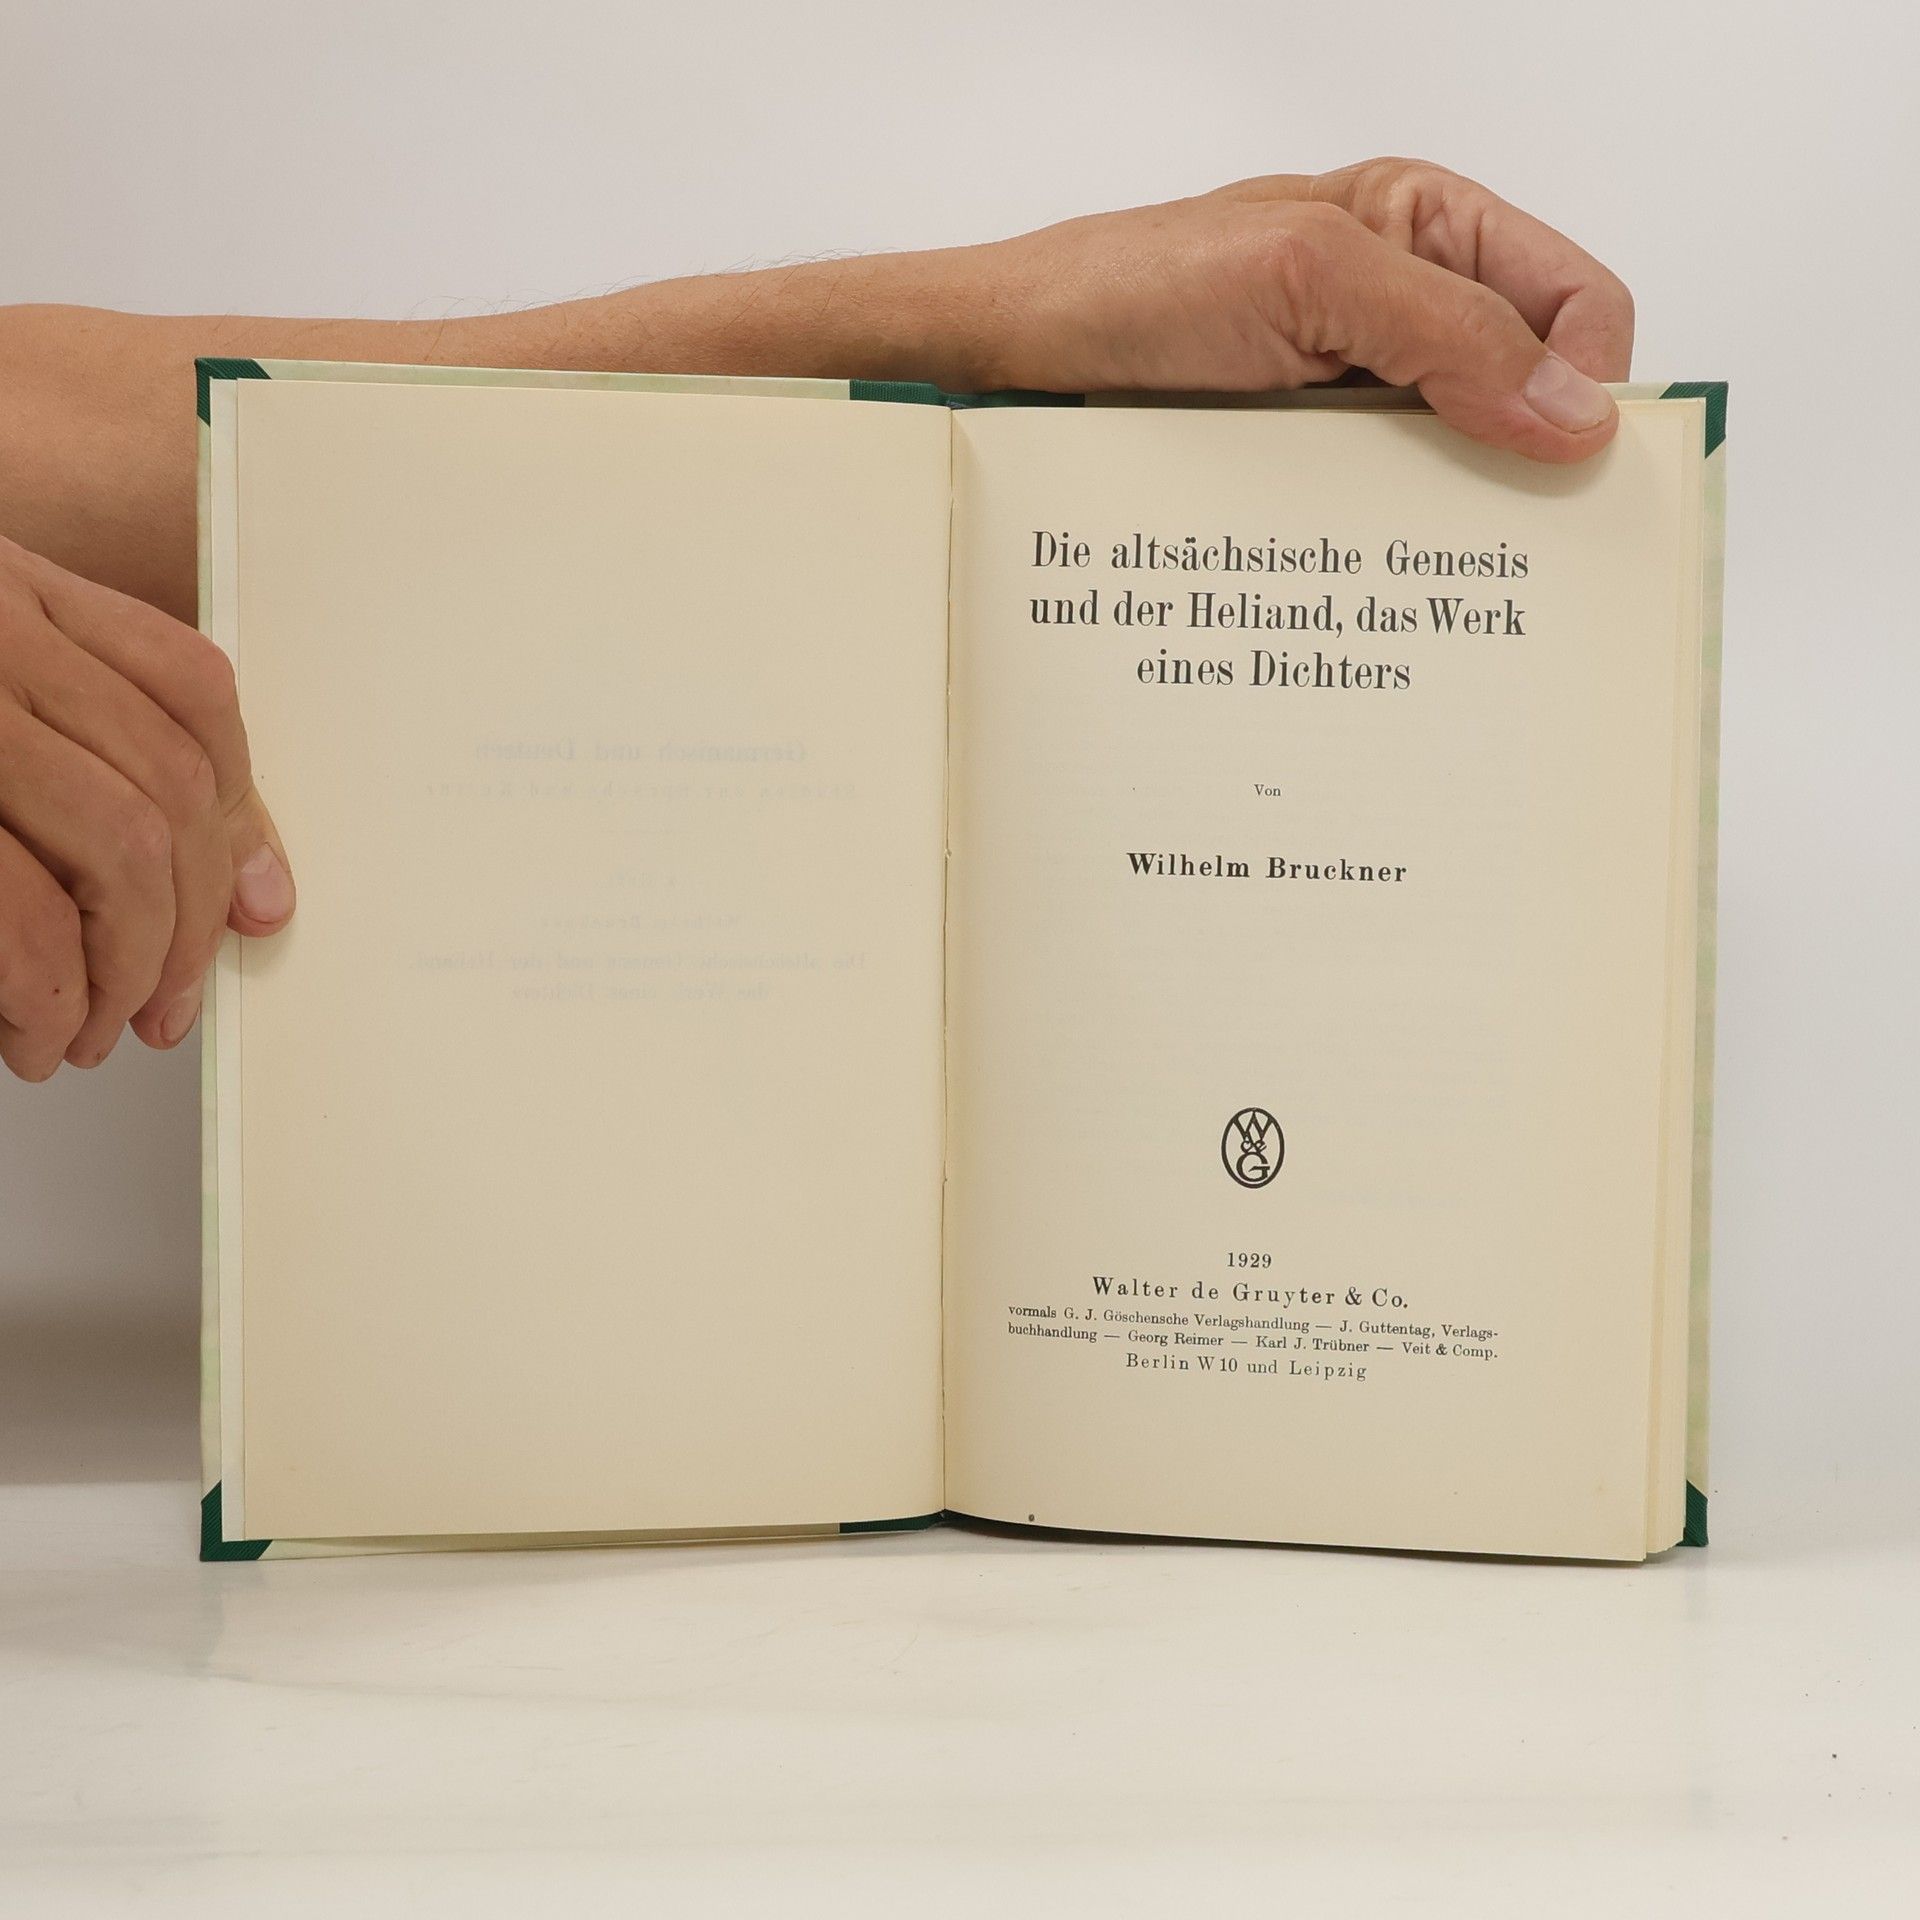 Die altsächsische Genesis
und der Heliand, das Werk
eines Dichters
Von
Wilhelm Bruckner
W
de
G
1929
Walter de Gruyter & Co.
vormals G. J. Göschensche Verlagshandlung — J. Guttentag, Verlags-
buchhandlung — Georg Reimer — Karl J. Trübner — Veit & Comp.
Berlin W 10 und Leipzig